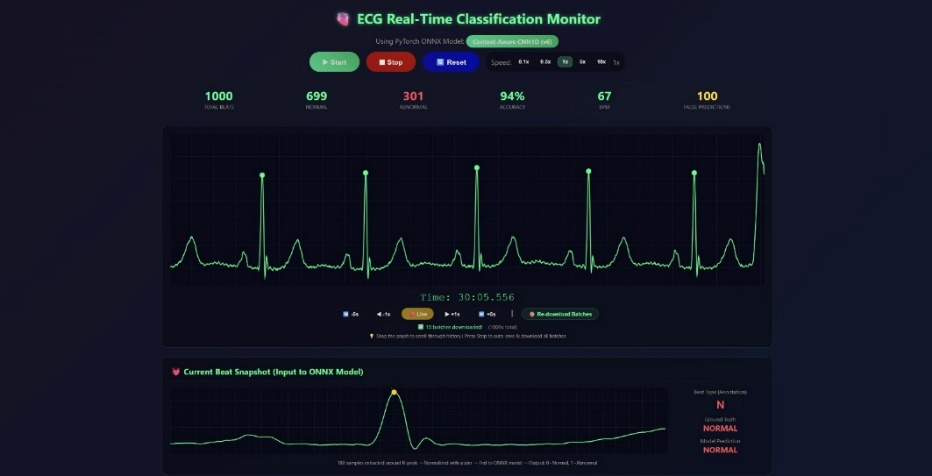 ECG Real-Time Classification Monitor
Using PyTorch ONNX Model: Context-Aware CNN1D (v6)
▶ Start Stop Reset Speed: 0.1x 0.5x 1x 5x 10x 1x
1000 699 301 94% 67 100
TOTAL BEATS NORMAL ABNORMAL ACCURACY BPM FALSE PREDICTIONS
Time: 30:05.556
-5s ◀ -1s Live ▶ +1s +5s | Re-download Batches
15 batches downloaded
Drag the graph to scroll through history | Press Stop to auto-save & download all batches
Current Beat Snapshot (Input to ONNX Model)
Beat Type (Annotation)
N
Ground Truth
NORMAL
Model Prediction
NORMAL
180 samples extracted around R-peak → Normalized with scaler → Fed to ONNX model → Output: 0=Normal, 1=Abnormal